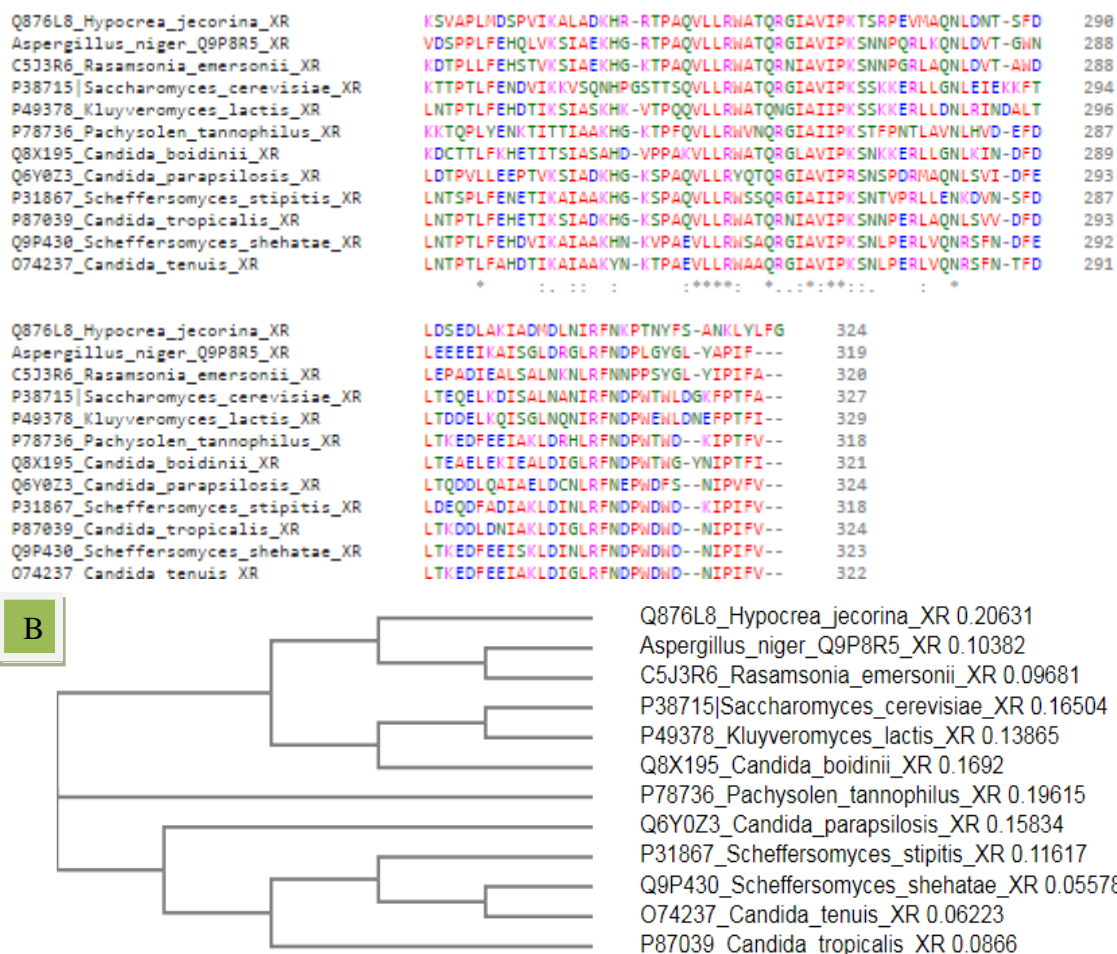 Q876L8_Hypocrea_jecorina_XR KSVAPLMDSPVIKALADKHR-RTPAQVLLRWATQRGIAVIPKTSRPEVMAQNLDNT-SFD 290
Aspergillus_niger_Q9P8R5_XR VDSPPLFEHQLVKSIAEKHG-RTPAQVLLRWATQRGIAVIPKSNNPQRLKQNLDVT-GWN 289
C5J3R6_Rasamsonia_emersonii_XR KDTPLLFEHSTVKSIAEKHG-KTPAQVLLRWATQRGIAVIPKSNNPGRLAQNLDVT-AWD 288
P38715|Saccharomyces_cerevisiae_XR KTTPTLFENDVIKKVSQNHPGSTTSQVLLRWATQRGIAVIPKSSKKERLLGNLEIEKKFT 294
P49378_Kluyveromyces_lactis_XR LNTPTLFENDTIKSIASKHK-VTPQQVLLRWATQNGIAIIPKSSKKERLLDNLRINDALT 296
P78736_Pachysolen_tannophilus_XR KKTQPLYENKTITTIAAKHG-KTPFQVLLRWVNQRGIAIIPKSTFPNTLAVNLHVD-EFD 287
Q8X195_Candida_boidinii_XR KDCTTLFKHETITSIASAHD-VPPAKVLLRWATQRGLAVIPKSNKKERLLGNLKIN-DFD 289
Q6Y0Z3_Candida_parapsilosis_XR LDTPVLLEEPTVKSIADKHG-KSPAQVLLRYQTQRGIAVIPRSNSPDRMAQNLSVI-DFE 293
P31867_Scheffersomyces_stipitis_XR LNTSPLFENETIKAIAAKHG-KSPAQVLLRWSSQRGIAIIPKSNTVPRLLENKDVN-SFD 287
P87039_Candida_tropicalis_XR LNTPTLFEHETIKSIADKHG-KSPAQVLLRWATQRNIAVIPKSNNPERLAQNLSVV-DFD 293
Q9P430_Scheffersomyces_shehatae_XR LNTPTLFEHDVIKAIAAKHN-KVPAEVLLRWSAQRGIAVIPKSNLPERLVQNRSFN-DFE 292
O74237_Candida_tenuis_XR LNTPTLFAHDTIKAIAAKYN-KTPAEVLLRWAAQRGIAVIPKSNLPERLVQNRSFN-TFD 291
* :. :: : :****: *..:*:**::. : *
Q876L8_Hypocrea_jecorina_XR LDSEDLAKIADMDLNIRFNKPTNYFS-ANKLYLFG 324
Aspergillus_niger_Q9P8R5_XR LEEEEIKAISGLDRGLRFNDPLGYGL-YAPIF--- 319
C5J3R6_Rasamsonia_emersonii_XR LEPADIEALSALNKNLRFNNPPSYGL-YIPIFA-- 320
P38715|Saccharomyces_cerevisiae_XR LTEQELKDISALNANIRFNDPWTWLDGKFPTFA-- 327
P49378_Kluyveromyces_lactis_XR LTDDELKQISGLNQNIRFNDPWEWLDNEFPTFI-- 329
P78736_Pachysolen_tannophilus_XR LTKEDFEEIAKLDRHLRFNDPWTWD--KIPTFV-- 318
Q8X195_Candida_boidinii_XR LTEAELEKIEALDIGLRFNDPWTWG-YNIPTFI-- 321
Q6Y0Z3_Candida_parapsilosis_XR LTQDDLQAIAELDCNLRFNEPWDFS--NIPVFV-- 324
P31867_Scheffersomyces_stipitis_XR LDEQDFADIAKLDINLRFNDPWDWD--KIPIFV-- 318
P87039_Candida_tropicalis_XR LTKDDLDNIAKLDIGLRFNDPWDWD--NIPIFV-- 324
Q9P430_Scheffersomyces_shehatae_XR LTKEDFEEISKLDINLRFNDPWDWD--NIPIFV-- 323
O74237_Candida_tenuis_XR LTKEDFEEIAKLDIGLRFNDPWDWD--NIPIFV-- 322
B
Q876L8_Hypocrea_jecorina_XR 0.20631
Aspergillus_niger_Q9P8R5_XR 0.10382
C5J3R6_Rasamsonia_emersonii_XR 0.09681
P38715|Saccharomyces_cerevisiae_XR 0.16504
P49378_Kluyveromyces_lactis_XR 0.13865
Q8X195_Candida_boidinii_XR 0.1692
P78736_Pachysolen_tannophilus_XR 0.19615
Q6Y0Z3_Candida_parapsilosis_XR 0.15834
P31867_Scheffersomyces_stipitis_XR 0.11617
Q9P430_Scheffersomyces_shehatae_XR 0.05578
O74237_Candida_tenuis_XR 0.06223
P87039_Candida_tropicalis_XR 0.0866